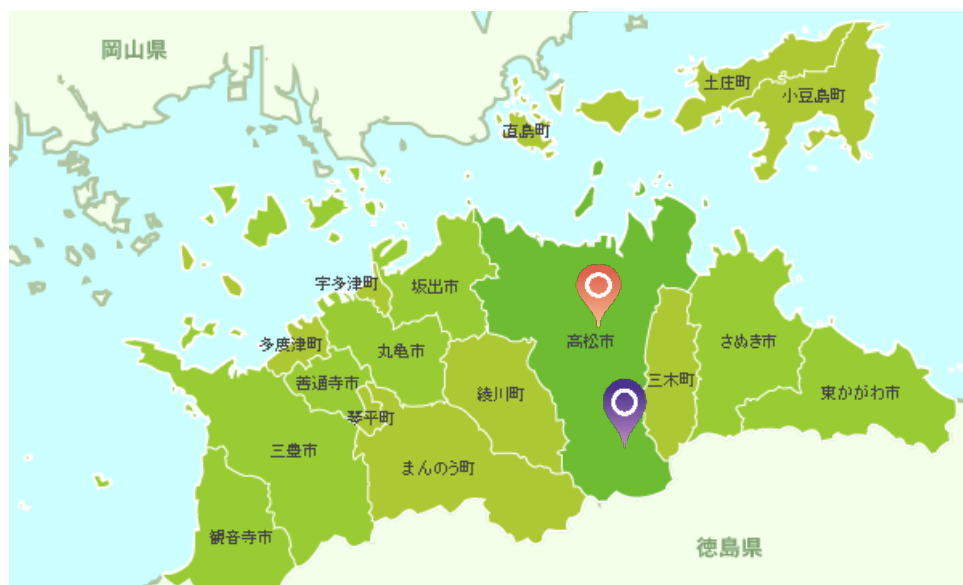 岡山県
土庄町
小豆島町
直島町
宇多津町
坂出市
多度津町
丸亀市
高松市
さぬき市
善通寺市
綾川町
三木町
東かがわ市
琴平町
三豊市
まんのう町
観音寺市
徳島県